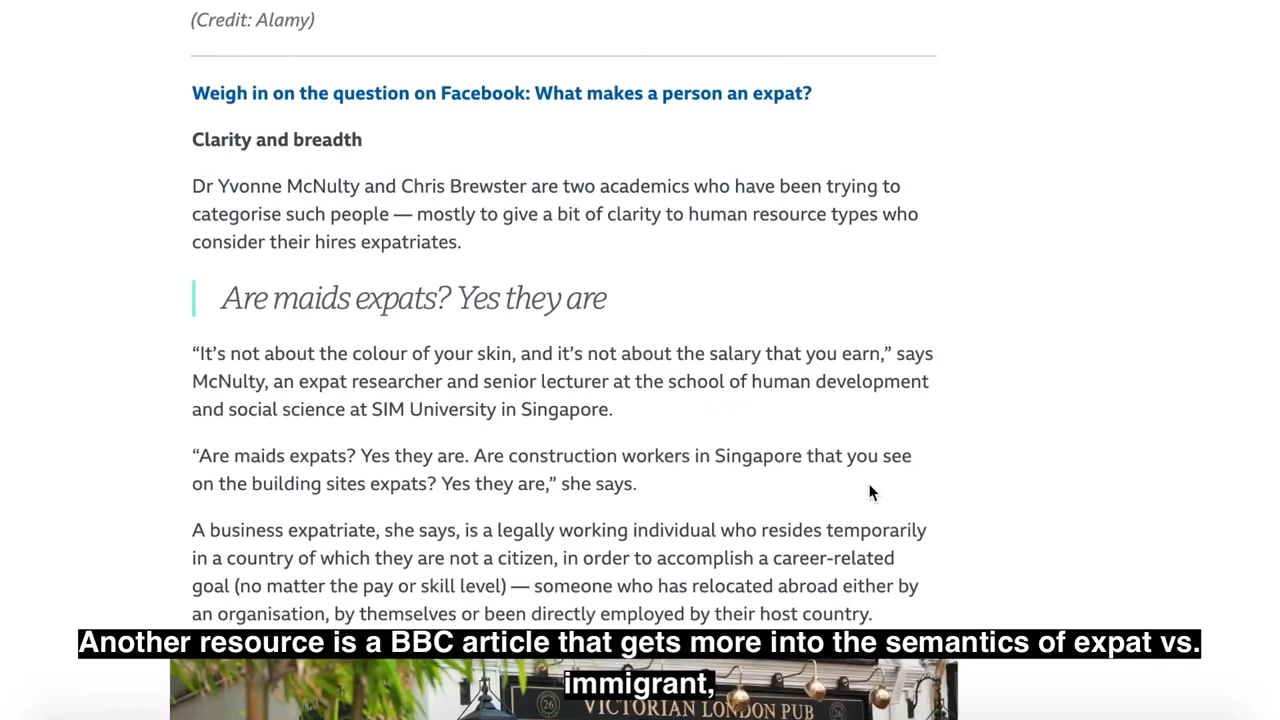 (Credit: Alamy)
Weigh in on the question on Facebook: What makes a person an expat?
Clarity and breadth
Dr Yvonne McNulty and Chris Brewster are two academics who have been trying to
categorise such people — mostly to give a bit of clarity to human resource types who
consider their hires expatriates.
Are maids expats? Yes they are
“It’s not about the colour of your skin, and it’s not about the salary that you earn,” says
McNulty, an expat researcher and senior lecturer at the school of human development
and social science at SIM University in Singapore.
“Are maids expats? Yes they are. Are construction workers in Singapore that you see
on the building sites expats? Yes they are,” she says.
A business expatriate, she says, is a legally working individual who resides temporarily
in a country of which they are not a citizen, in order to accomplish a career-related
goal (no matter the pay or skill level) — someone who has relocated abroad either by
an organisation, by themselves or been directly employed by their host country.
Another resource is a BBC article that gets more into the semantics of expat vs.
immigrant,
26 VICTORIAN LONDON PUB 26